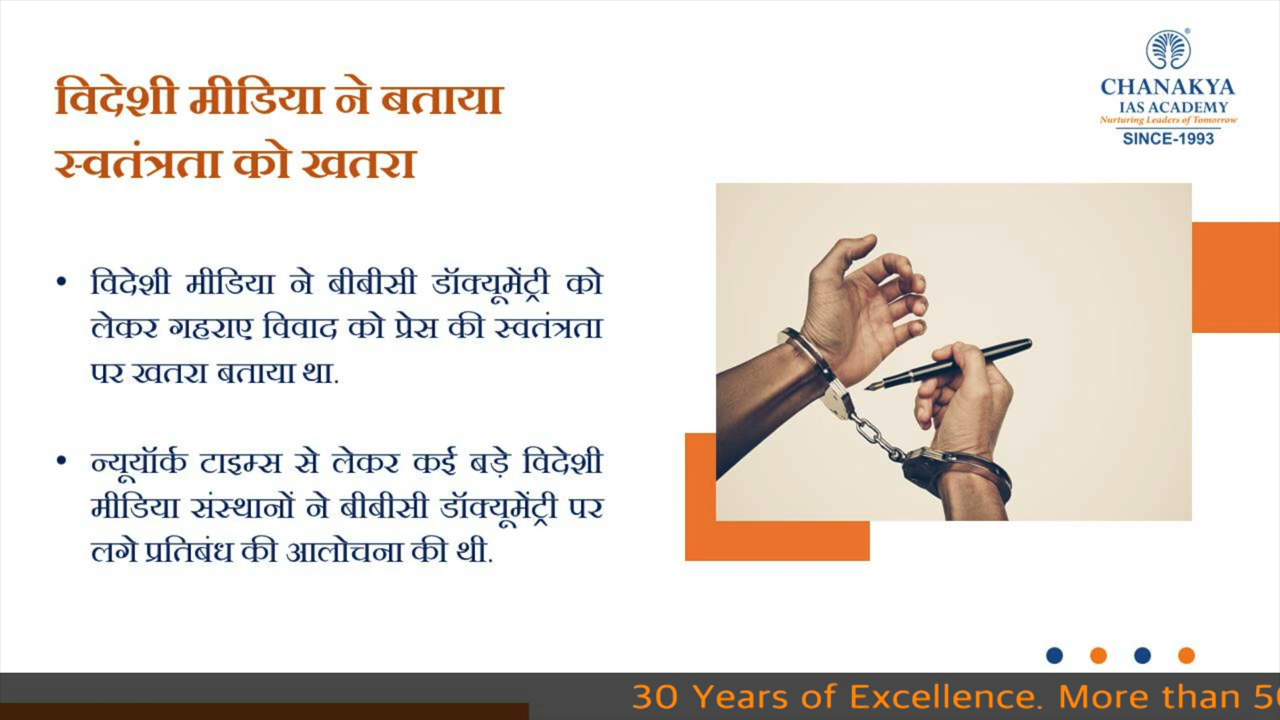 विदेशी मीडिया ने बताया
स्वतंत्रता को खतरा
CHANAKYA
IAS ACADEMY
Nurturing Leaders of Tomorrow
SINCE-1993
• विदेशी मीडिया ने बीबीसी डॉक्यूमेंट्री को
लेकर गहराए विवाद को प्रेस की स्वतंत्रता
पर खतरा बताया था.
• न्यूयॉर्क टाइम्स से लेकर कई बड़े विदेशी
मीडिया संस्थानों ने बीबीसी डॉक्यूमेंट्री पर
लगे प्रतिबंध की आलोचना की थी.
30 Years of Excellence. More than